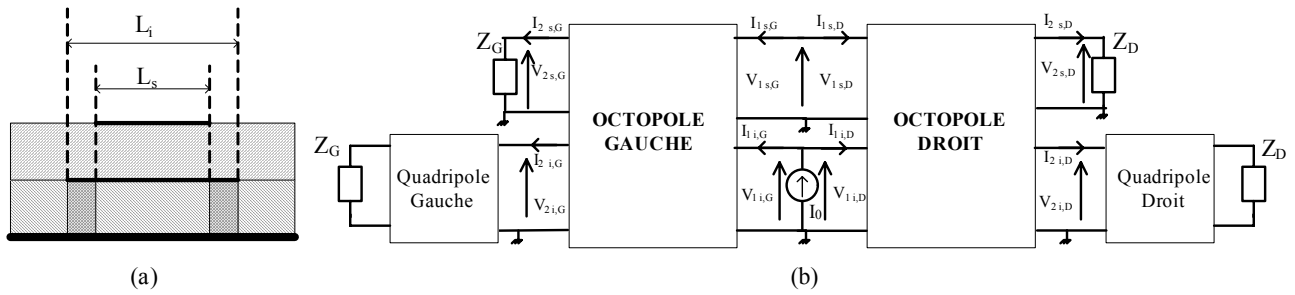 L_i
L_s
(a)
I_2 s,G
I_1 s,G
I_1 s,D
I_2 s,D
Z_G
V_2 s,G
V_1 s,G
V_1 s,D
V_2 s,D
Z_D
OCTOPOLE
GAUCHE
OCTOPOLE
DROIT
Z_G
Quadripole
Gauche
I_2 i,G
V_2 i,G
I_1 i,G
I_1 i,D
V_1 i,G
I_0
V_1 i,D
I_2 i,D
V_2 i,D
Quadripole
Droit
Z_D
(b)